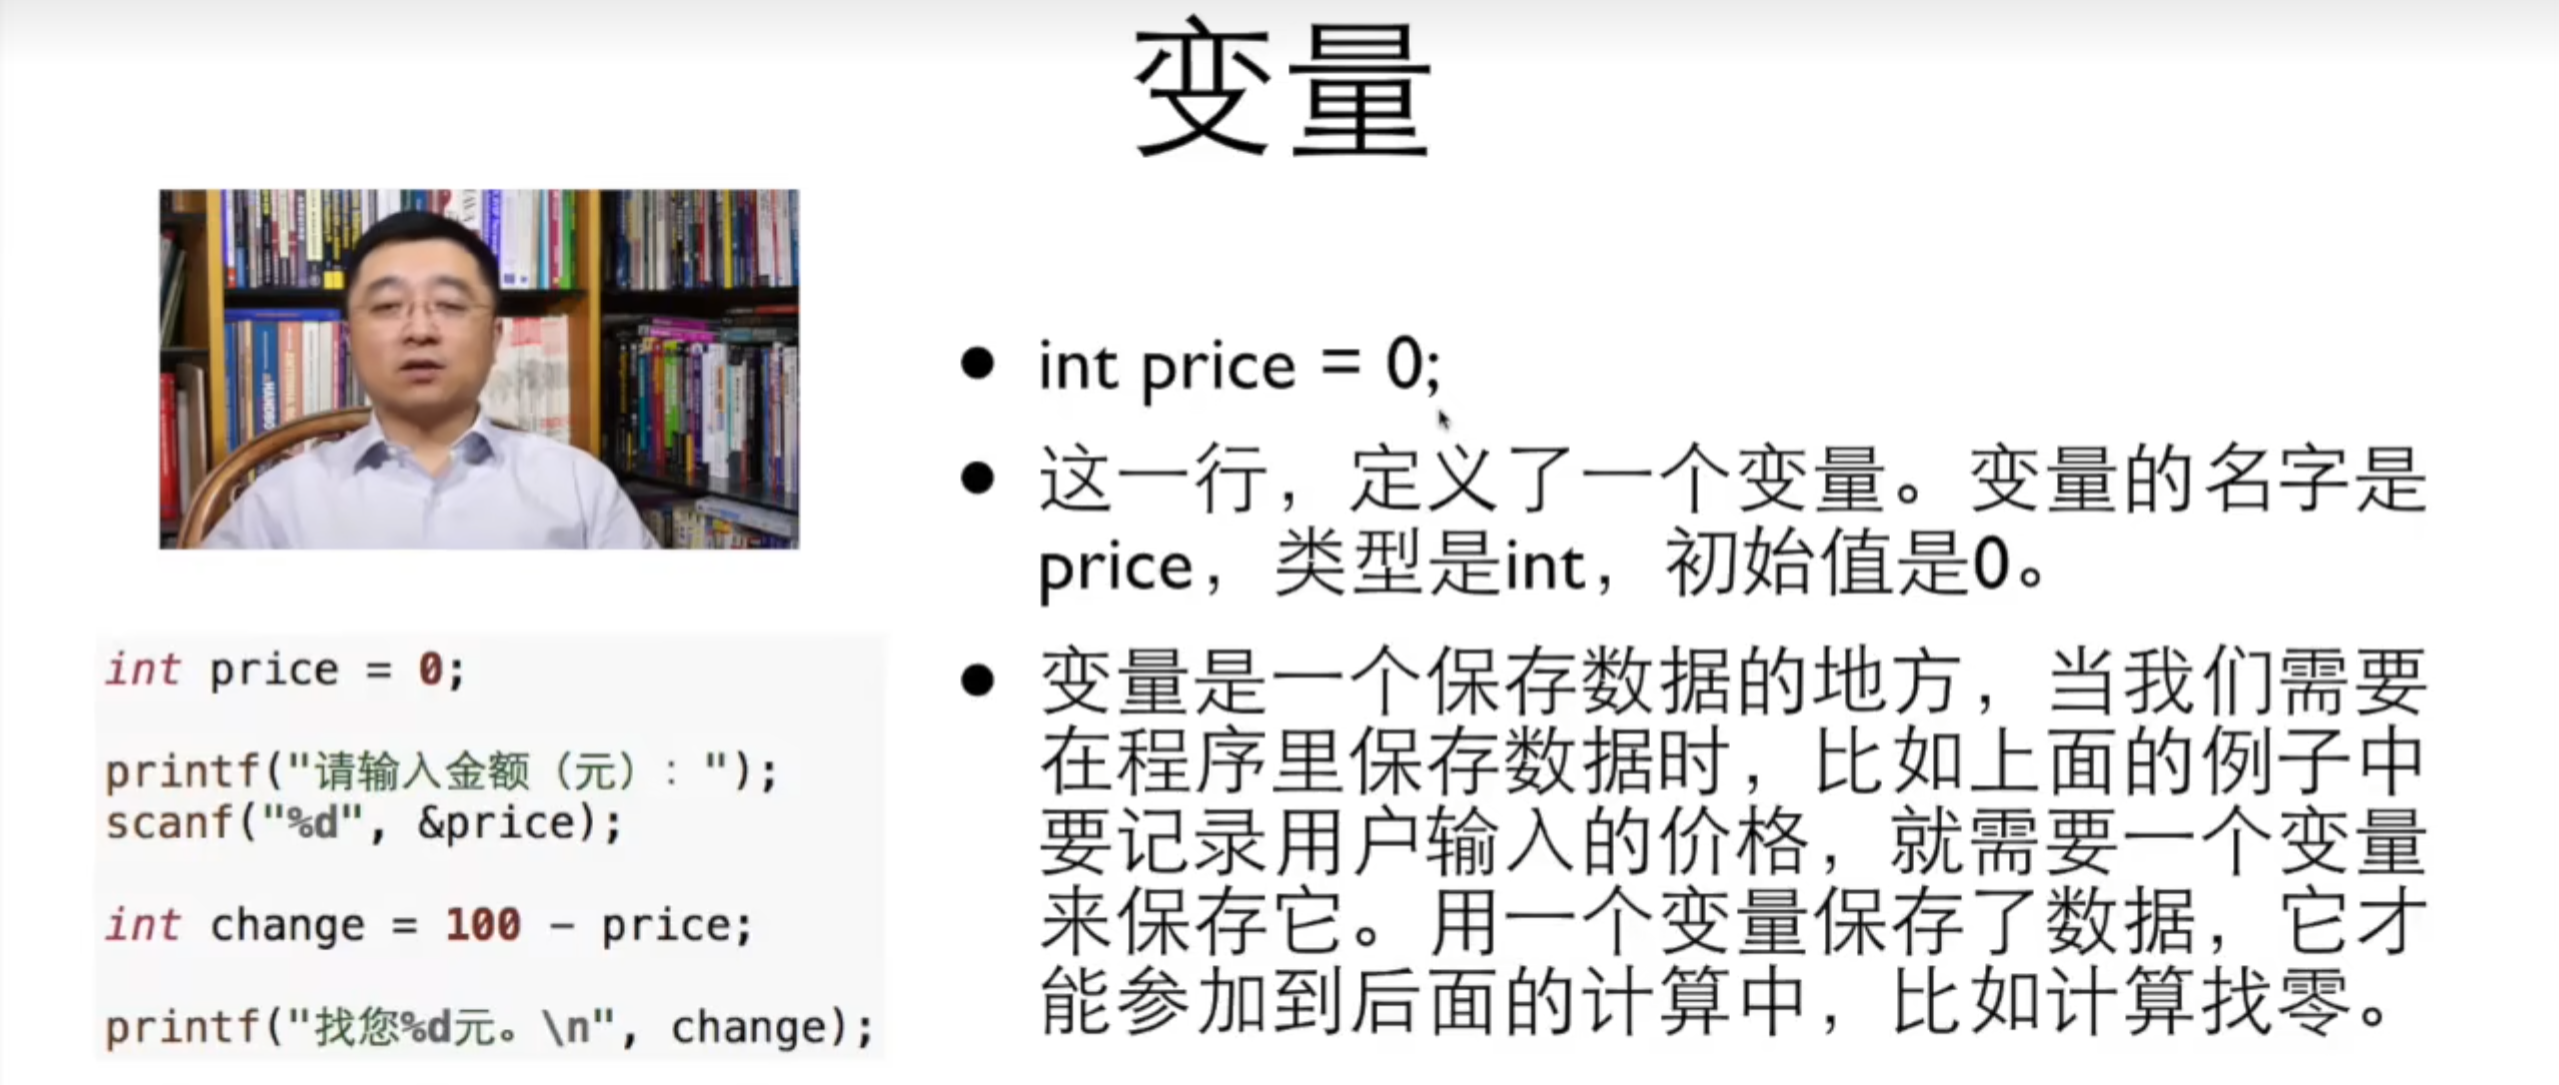 变量
int price = 0;
这一行，定义了一个变量。变量的名字是
price，类型是int，初始值是0。
变量是一个保存数据的地方，当我们需要
在程序里保存数据时，比如上面的例子中
要记录用户输入的价格，就需要一个变量
来保存它。用一个变量保存了数据，它才
能参加到后面的计算中，比如计算找零。
int price = 0;
printf("请输入金额（元）：");
scanf("%d", &price);
int change = 100 - price;
printf("找您%d元。\n", change);